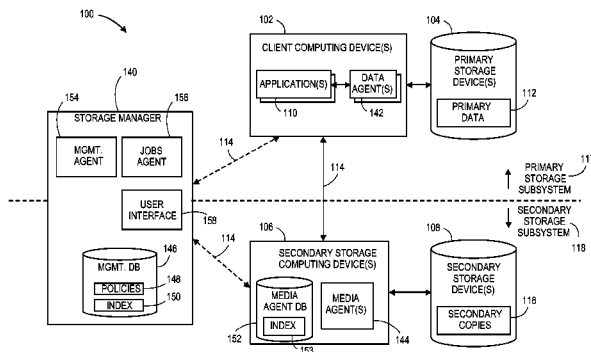 100
102
104
CLIENT COMPUTING DEVICE(S)
140
154
156
APPLICATION(S)
DATA
AGENT(S)
110
142
PRIMARY
STORAGE
DEVICE(S)
112
PRIMARY
DATA
STORAGE MANAGER
MGMT.
AGENT
JOBS
AGENT
114
114
PRIMARY
STORAGE
SUBSYSTEM
117
USER
INTERFACE
158
114
106
108
SECONDARY
STORAGE
SUBSYSTEM
118
146
MGMT. DB
148
POLICIES
150
INDEX
SECONDARY STORAGE
COMPUTING DEVICE(S)
MEDIA
AGENT DB
INDEX
MEDIA
AGENT(S)
152
153
144
SECONDARY
STORAGE
DEVICE(S)
116
SECONDARY
COPIES